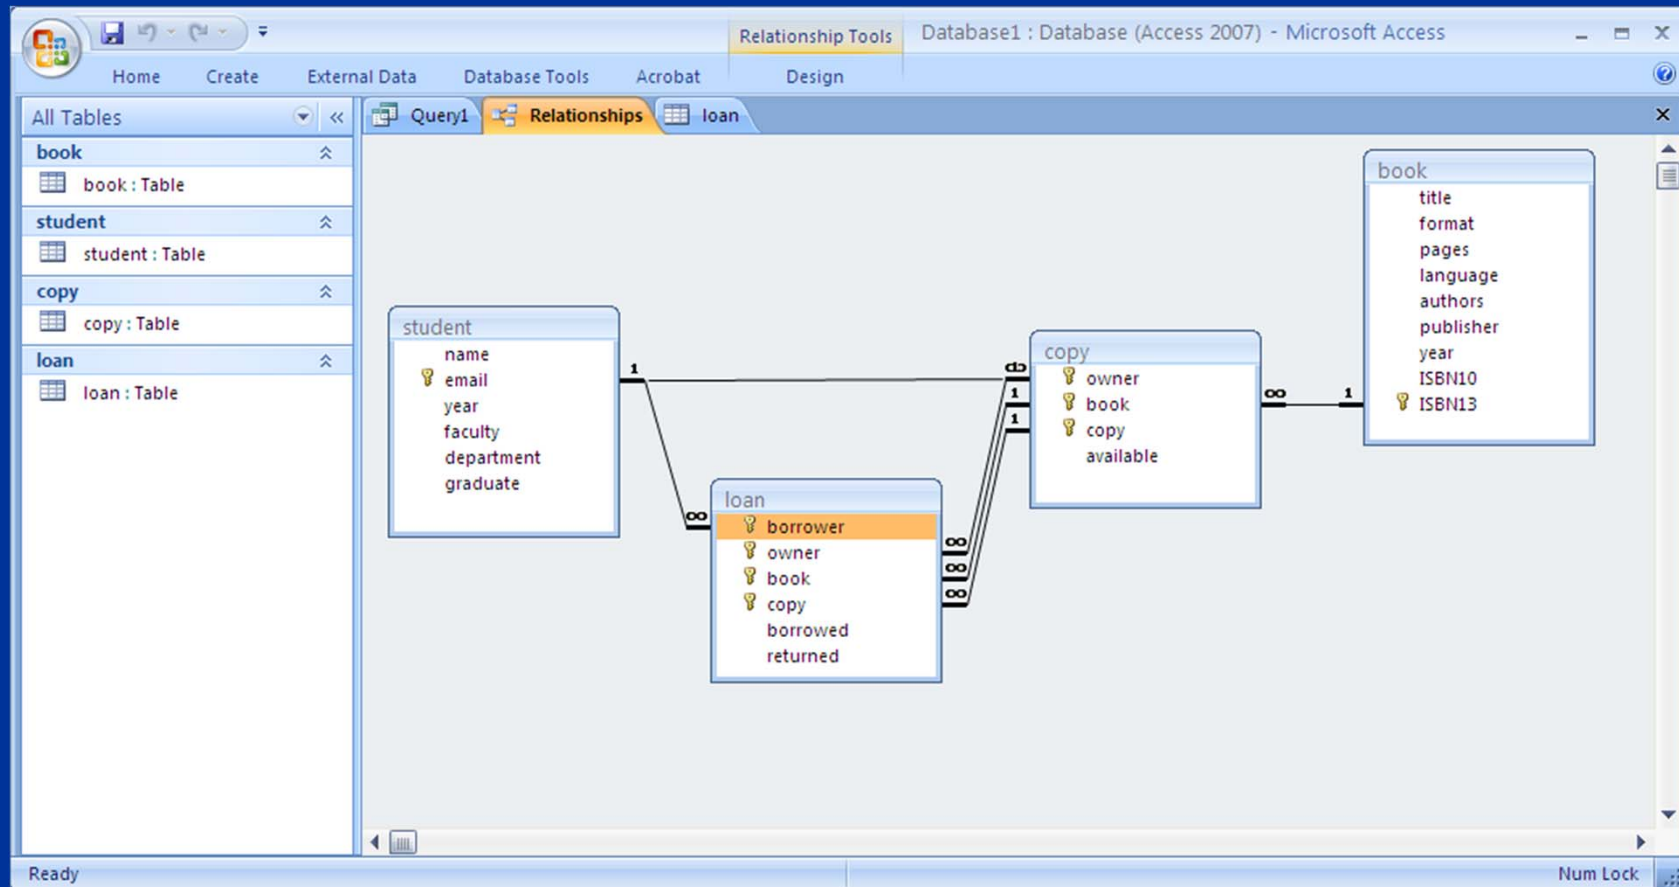 Relationship Tools
Database1 : Database (Access 2007) - Microsoft Access
Home Create External Data Database Tools Acrobat Design
All Tables
«
Query1 Relationships loan
book
book : Table
student
student : Table
copy
copy : Table
loan
loan : Table
student
name
email
year
faculty
department
graduate
1
∞
loan
borrower
owner
book
copy
borrowed
returned
∞
∞
∞
1
1
copy
owner
book
copy
available
∞ 1
book
title
format
pages
language
authors
publisher
year
ISBN10
ISBN13
Ready Num Lock